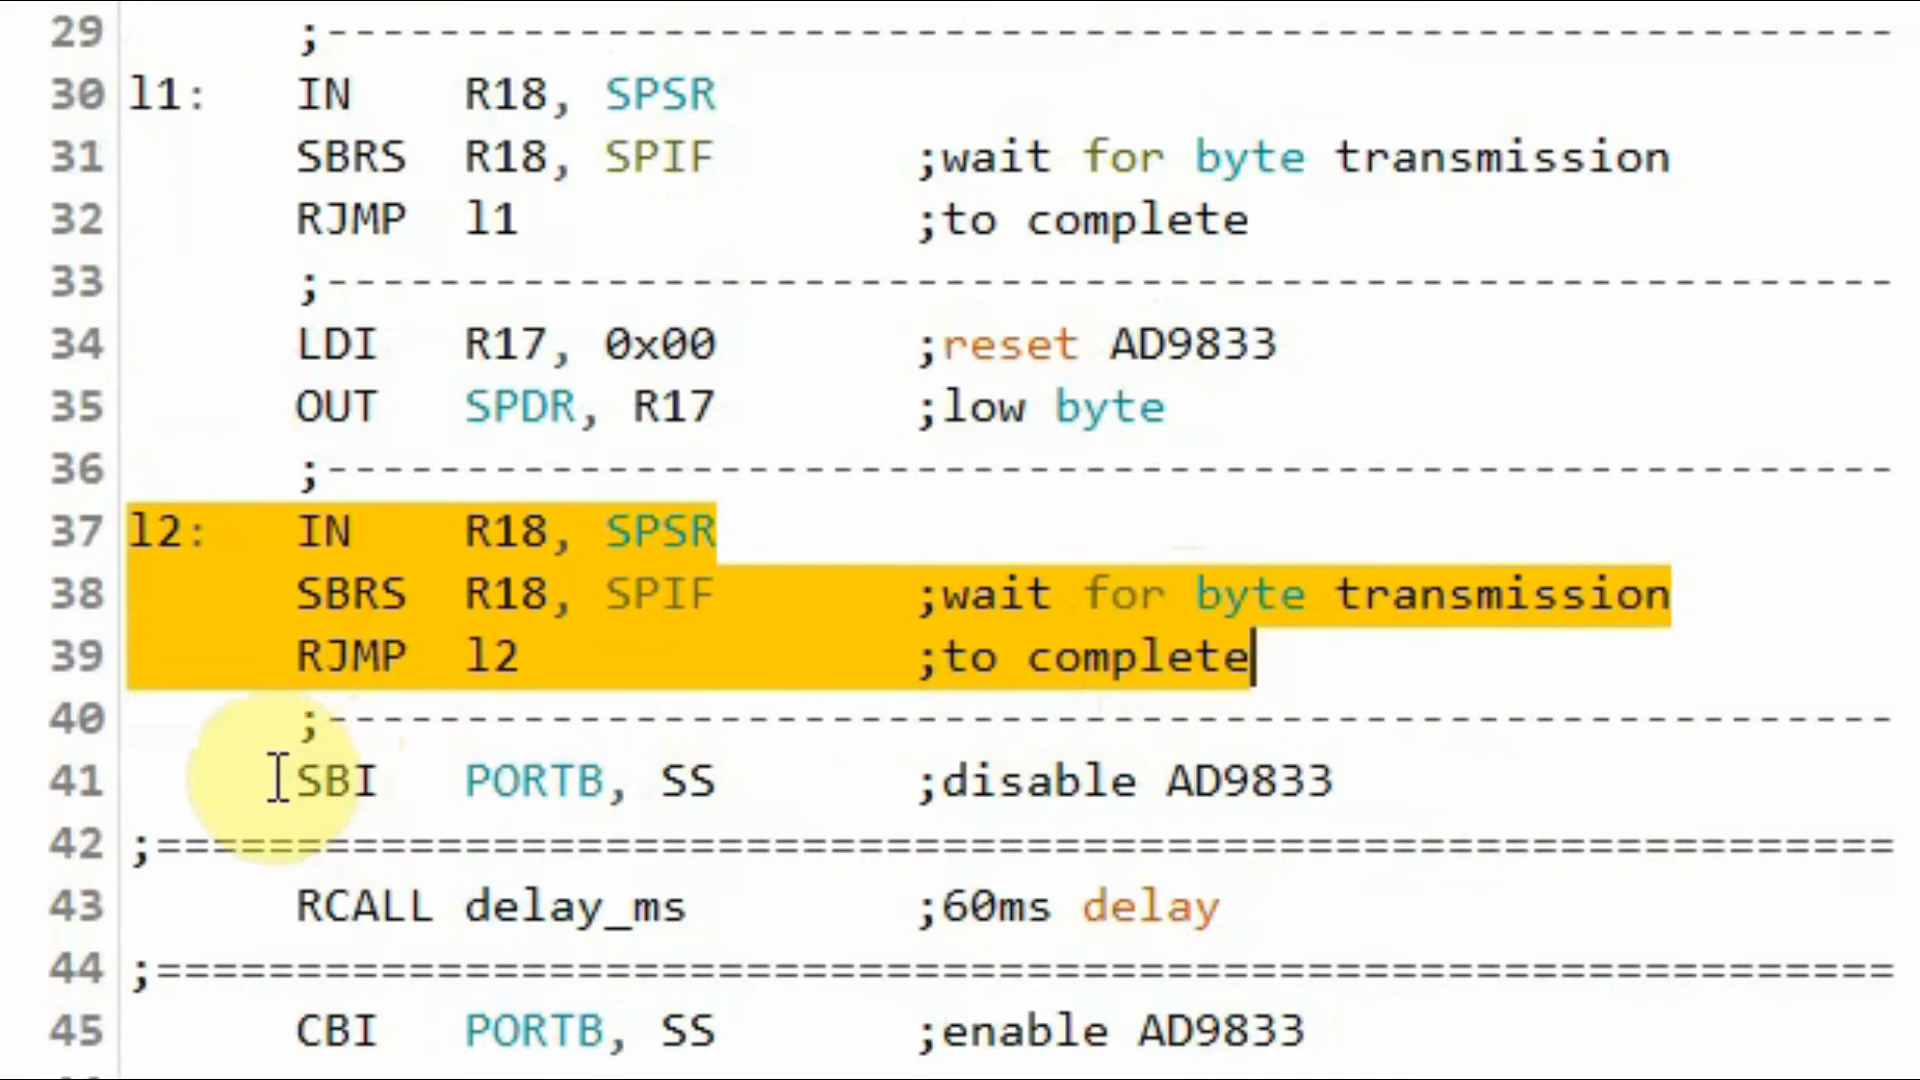 29 ;--------------------------------------------------------
30 l1: IN R18, SPSR
31 SBRS R18, SPIF ;wait for byte transmission
32 RJMP l1 ;to complete
33 ;--------------------------------------------------------
34 LDI R17, 0x00 ;reset AD9833
35 OUT SPDR, R17 ;low byte
36 ;--------------------------------------------------------
37 l2: IN R18, SPSR
38 SBRS R18, SPIF ;wait for byte transmission
39 RJMP l2 ;to complete
40 ;--------------------------------------------------------
41 SBI PORTB, SS ;disable AD9833
42 ;==============================================================
43 RCALL delay_ms ;60ms delay
44 ;==============================================================
45 CBI PORTB, SS ;enable AD9833